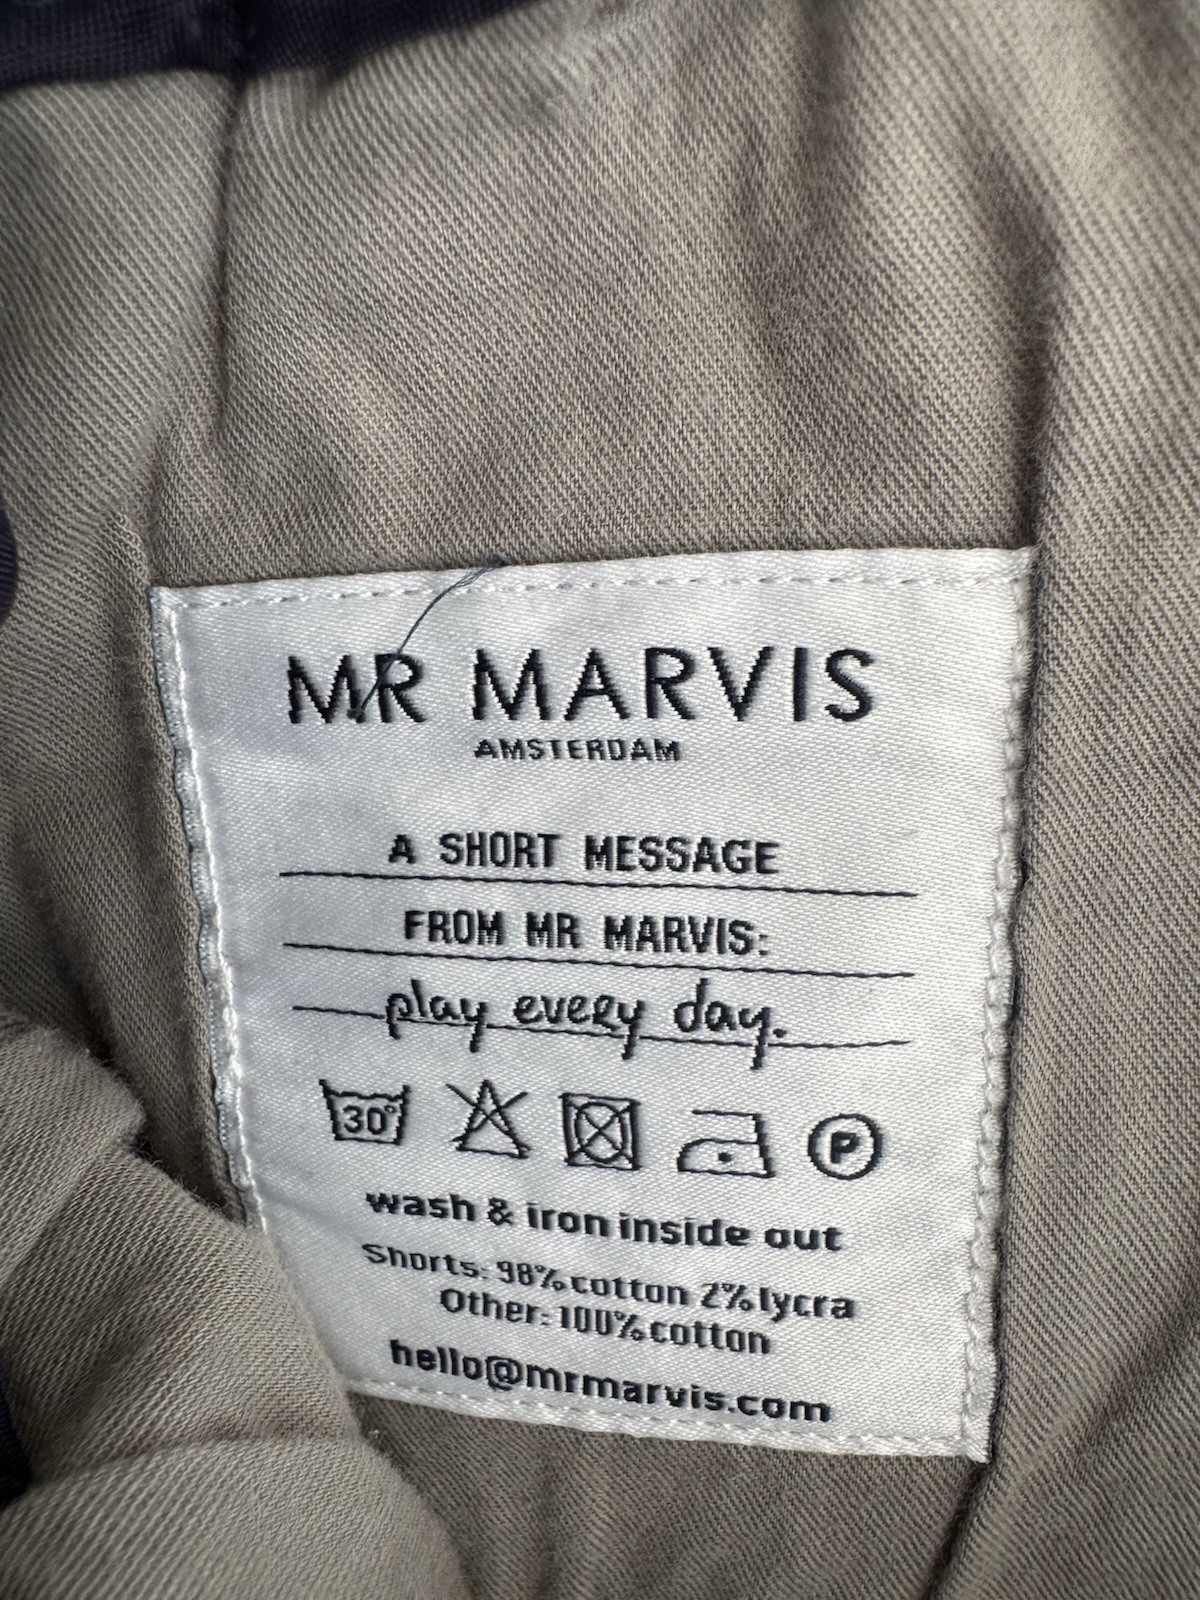 MR MARVIS
AMSTERDAM
A SHORT MESSAGE
FROM MR MARVIS:
play every day.
30° P
wash & iron inside out
Shorts: 98% cotton 2% lycra
Other: 100% cotton
hello@mrmarvis.com